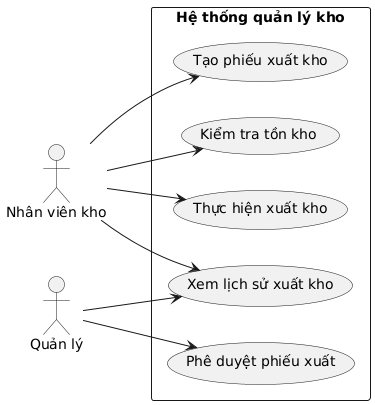 Hệ thống quản lý kho
Tạo phiếu xuất kho
Kiểm tra tồn kho
Nhân viên kho
Thực hiện xuất kho
Xem lịch sử xuất kho
Quản lý
Phê duyệt phiếu xuất